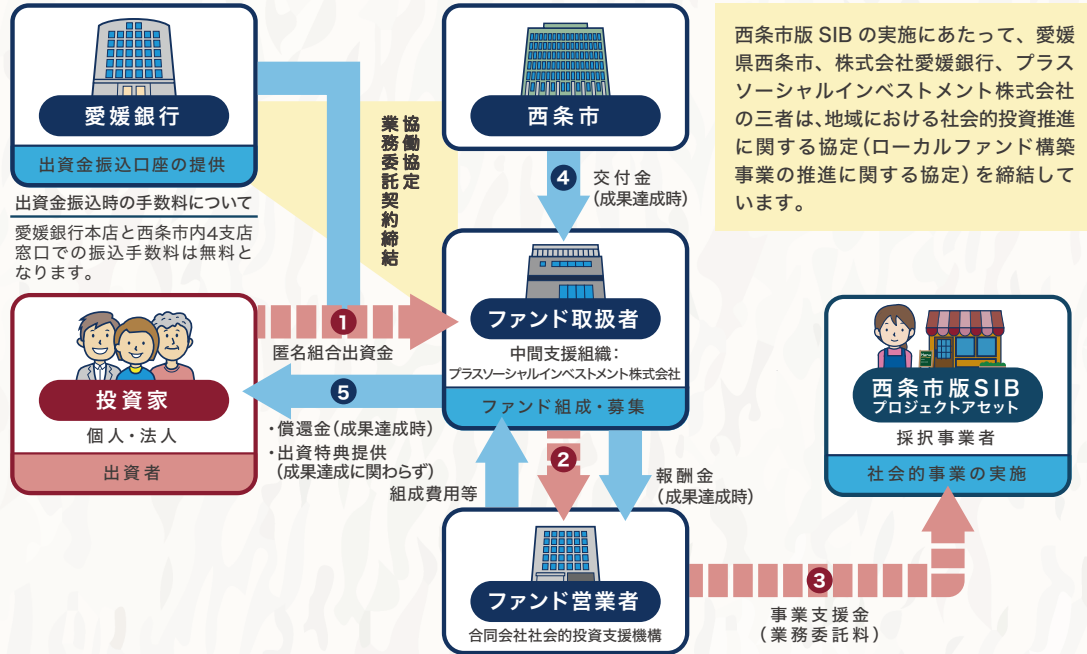 愛媛銀行
出資金振込口座の提供
出資金振込時の手数料について
愛媛銀行本店と西条市内4支店
窓口での振込手数料は無料と
なります。
協働協定
業務委託契約締結
西条市
4
交付金
(成果達成時)
西条市版 SIB の実施にあたって、愛媛
県西条市、株式会社愛媛銀行、プラス
ソーシャルインベストメント株式会社
の三者は、地域における社会的投資推進
に関する協定(ローカルファンド構築
事業の推進に関する協定)を締結して
います。
投資家
個人・法人
出資者
1
匿名組合出資金
5
・償還金(成果達成時)
・出資特典提供
(成果達成に関わらず)
ファンド取扱者
中間支援組織:
プラスソーシャルインベストメント株式会社
ファンド組成・募集
組成費用等
2
報酬金
(成果達成時)
ファンド営業者
合同会社社会的投資支援機構
3
事業支援金
(業務委託料)
西条市版SIB
プロジェクトアセット
採択事業者
社会的事業の実施